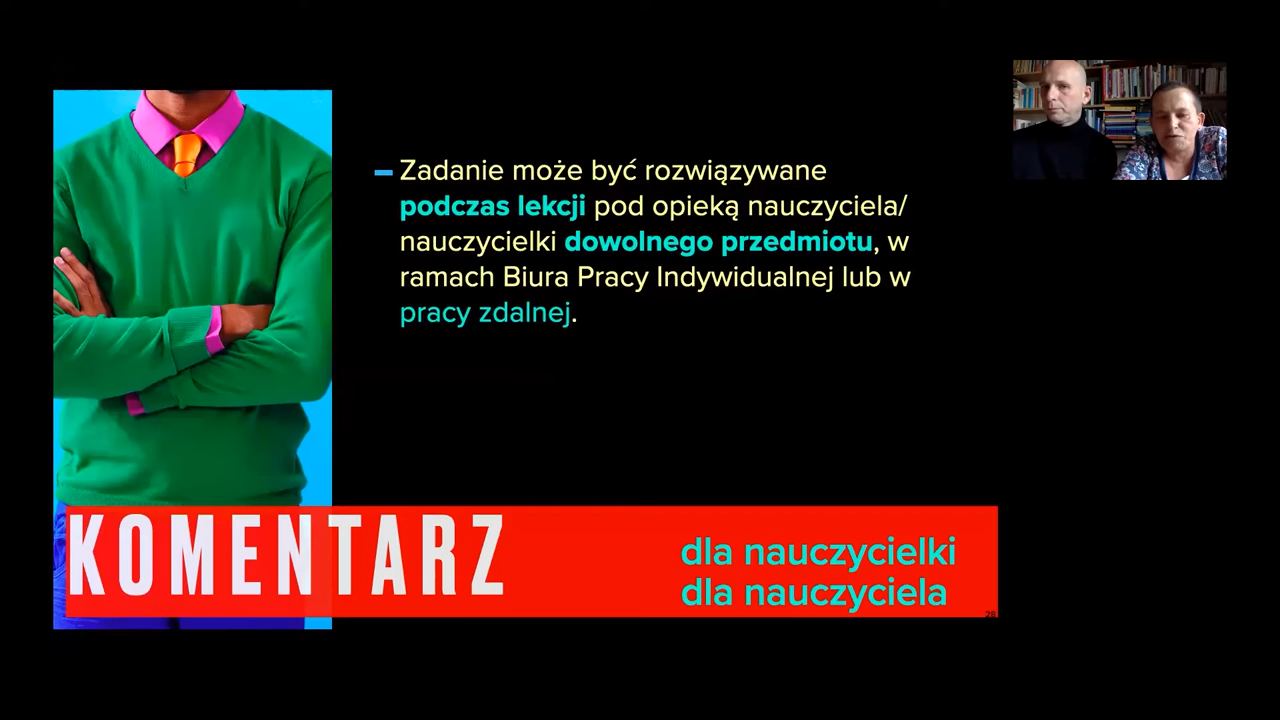 Zadanie może być rozwiązywane
podczas lekcji pod opieką nauczyciela/
nauczycielki dowolnego przedmiotu, w
ramach Biura Pracy Indywidualnej lub w
pracy zdalnej.
KOMENTARZ
dla nauczycielki
dla nauczyciela
28